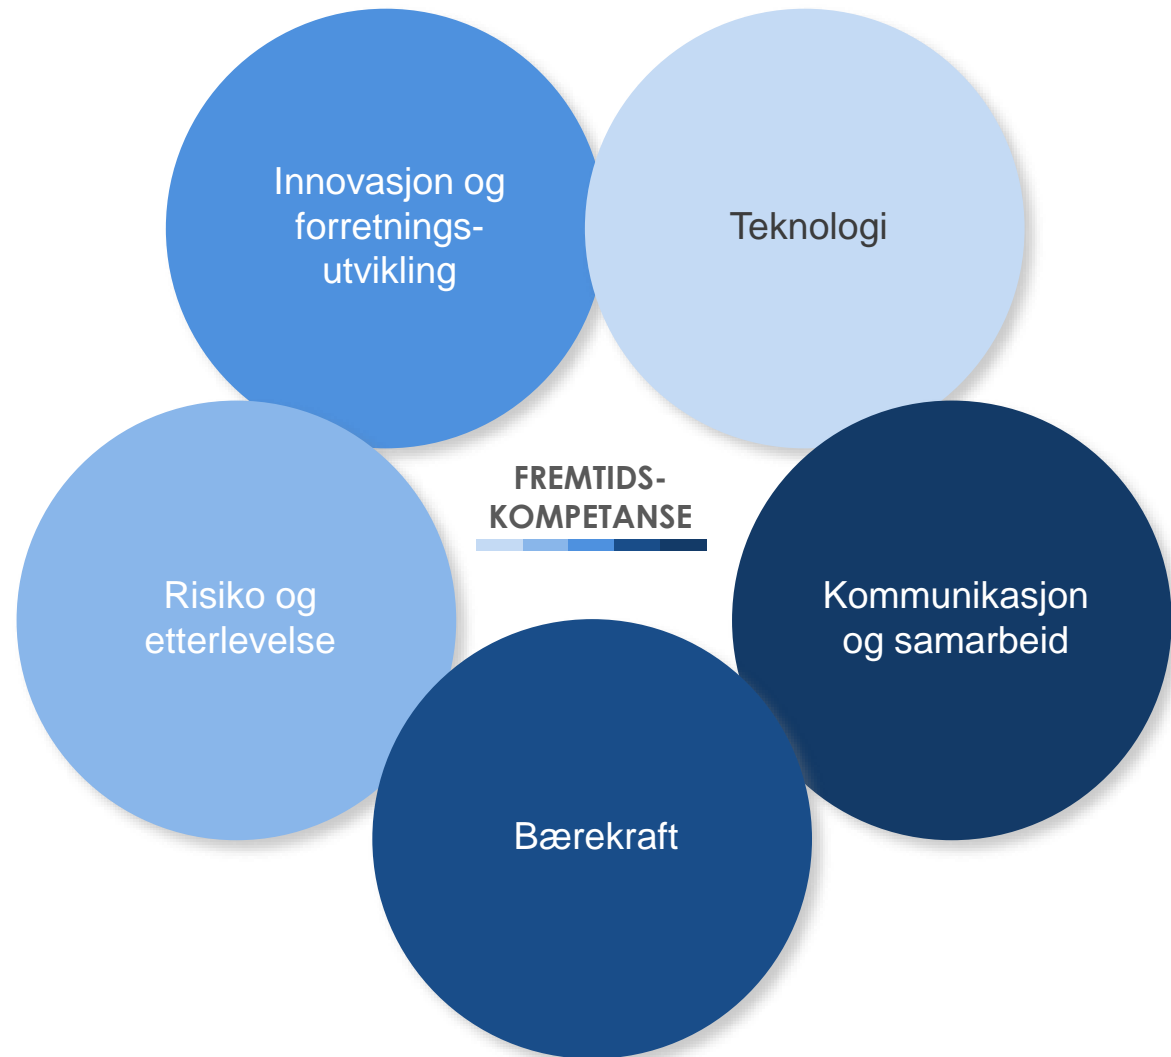 Innovasjon og
forretnings-
utvikling
Teknologi
FREMTIDS-
KOMPETANSE
Risiko og
etterlevelse
Kommunikasjon
og samarbeid
Bærekraft